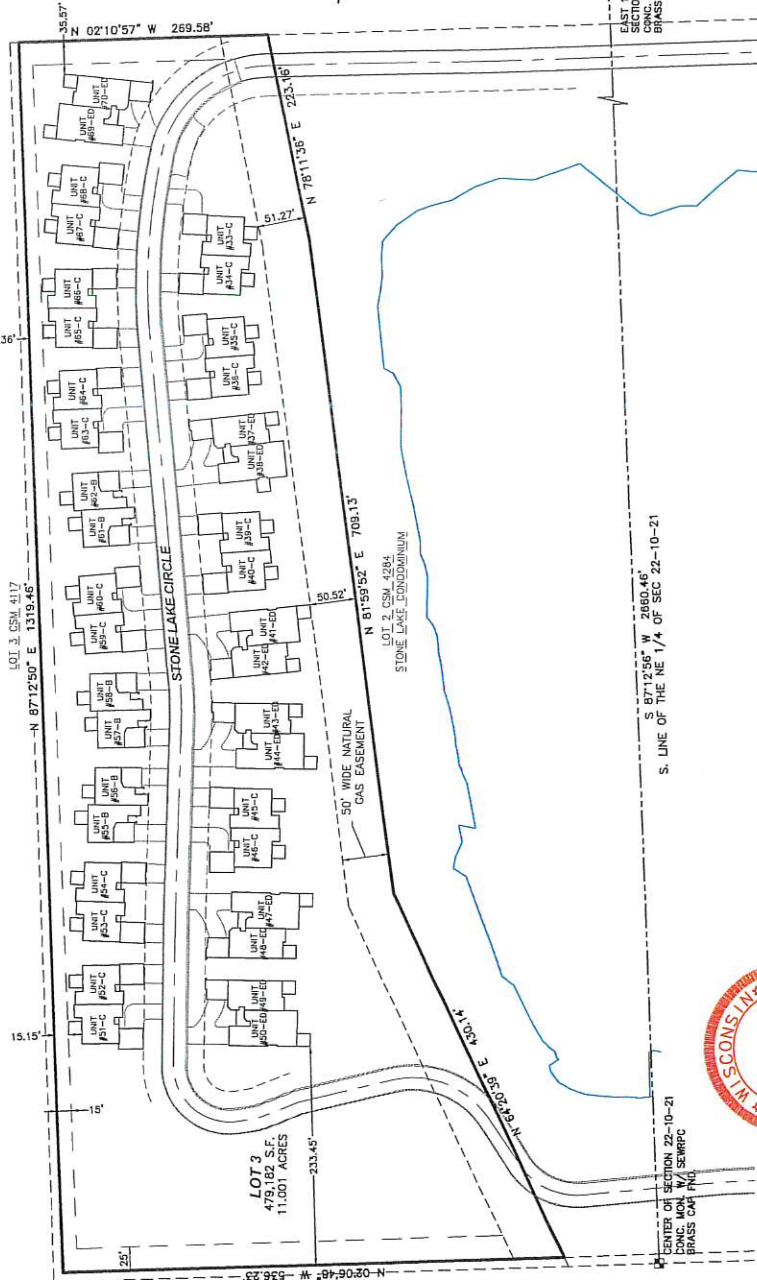 35.57'
N 02°10'57" W 269.58'
EAST 1
SECTIO
CONC.
BRASS
UNIT
#70-ED
UNIT
#69-ED
UNIT
#68-C
UNIT
#67-C
UNIT
#66-C
UNIT
#65-C
UNIT
#64-C
UNIT
#63-C
UNIT
#62-B
UNIT
#61-B
UNIT
#60-C
UNIT
#59-C
UNIT
#58-B
UNIT
#57-B
UNIT
#56-B
UNIT
#55-B
UNIT
#54-C
UNIT
#53-C
UNIT
#52-C
UNIT
#51-C
36'
LOT 3 CSM 4117
N 87°12'50" E 1319.46'
15.15'
15'
25'
STONE LAKE CIRCLE
UNIT
#33-C
UNIT
#34-C
UNIT
#35-C
UNIT
#36-C
UNIT
#37-ED
UNIT
#38-ED
UNIT
#39-C
UNIT
#40-C
UNIT
#41-ED
UNIT
#42-ED
UNIT
#43-ED
UNIT
#44-ED
UNIT
#45-C
UNIT
#46-C
UNIT
#47-ED
UNIT
#48-ED
UNIT
#49-ED
UNIT
#50-ED
N 78°11'36" E 223.16'
51.27'
50.52'
N 81°59'52" E 709.13'
LOT 2 CSM 4284
STONE LAKE CONDOMINIUM
50' WIDE NATURAL
GAS EASEMENT
N 64°20'39" E 430.14'
LOT 3
479,182 S.F.
11.001 ACRES
233.45'
N 02°06'48" W 536.23'
S 87°12'56" W 2660.46'
S. LINE OF THE NE 1/4 OF SEC 22-10-21
CENTER OF SECTION 22-10-21
CONC. MON. W/ SEWRPC
BRASS CAP FND.
WISCONSIN